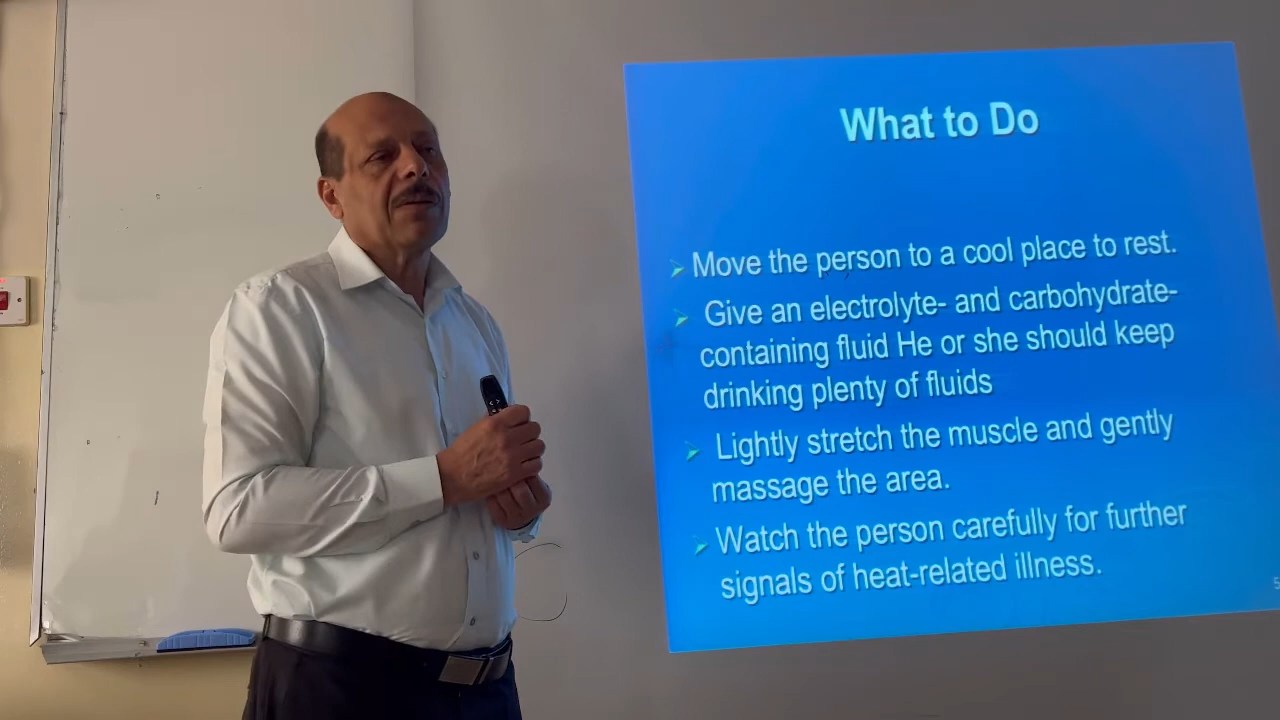 What to Do
Move the person to a cool place to rest.
Give an electrolyte- and carbohydrate-
containing fluid He or she should keep
drinking plenty of fluids
Lightly stretch the muscle and gently
massage the area.
Watch the person carefully for further
signals of heat-related illness.
5